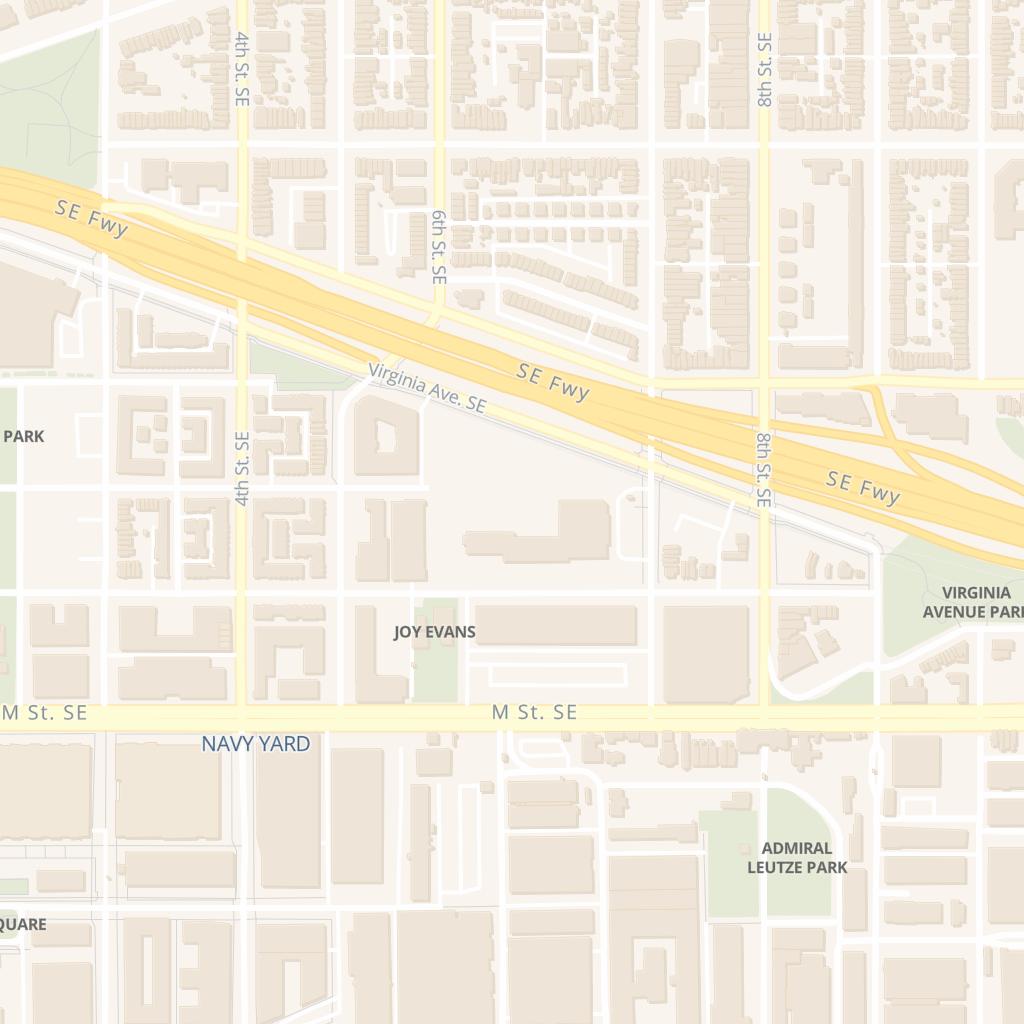 4th St. SE
8th St. SE
SE Fwy
6th St. SE
SE Fwy
Virginia Ave. SE
PARK
4th St. SE
8th St. SE
SE Fwy
VIRGINIA
AVENUE PARK
JOY EVANS
M St. SE
M St. SE
NAVY YARD
ADMIRAL
LEUTZE PARK
QUARE